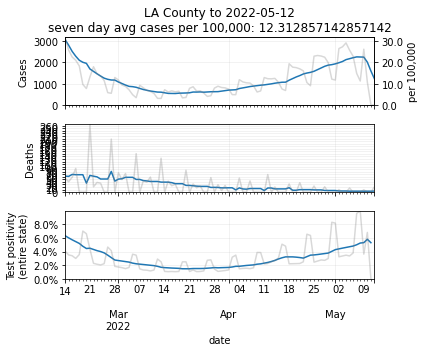 LA County to 2022-05-12
seven day avg cases per 100,000: 12.312857142857142
3000
2000
1000
0
Cases
30.0
20.0
10.0
0.0
per 100,000
Deaths
0
8.0%
6.0%
4.0%
2.0%
0.0%
Test positivity
(entire state)
14 21 28 07 14 21 28 04 11 18 25 02 09
Mar Apr May
2022
date